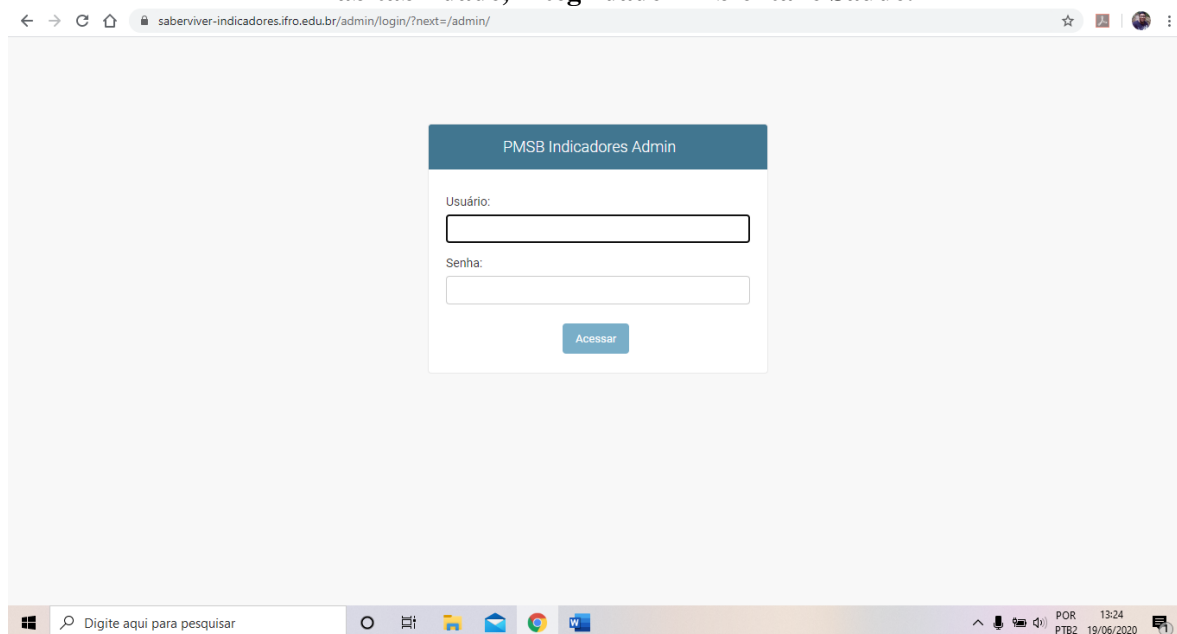 saberviver-indicadores.ifro.edu.br/admin/login/?next=/admin/
PMSB Indicadores Admin
Usuário:
Senha:
Acessar
Digite aqui para pesquisar
POR 13:24
PTB2 19/06/2020